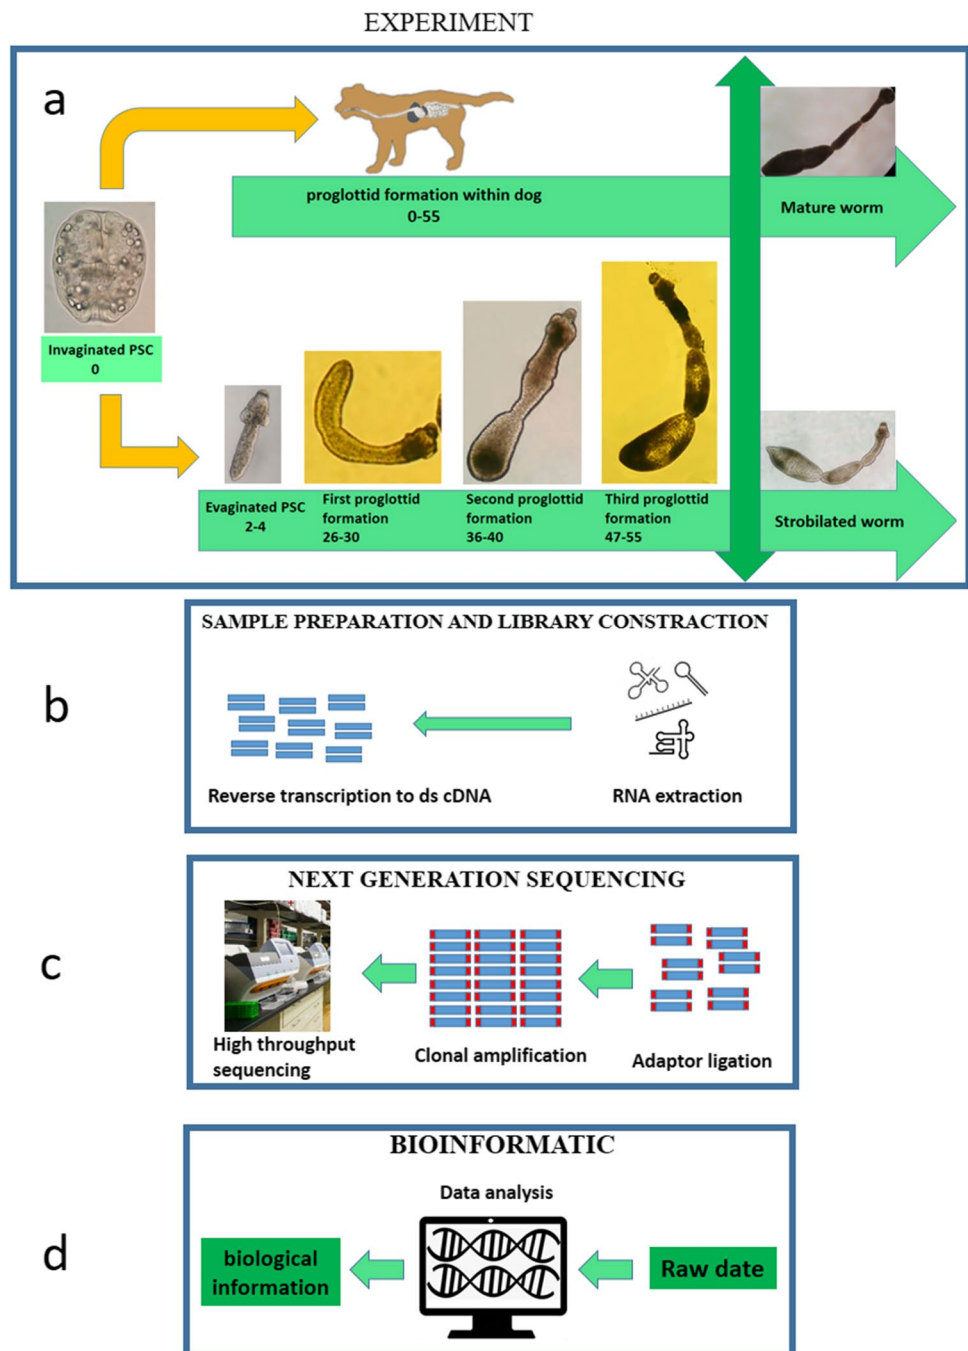 EXPERIMENT
a
proglottid formation within dog
0-55
Mature worm
Invaginated PSC
0
Evaginated PSC
2-4
First proglottid
formation
26-30
Second proglottid
formation
36-40
Third proglottid
formation
47-55
Strobilated worm
b
SAMPLE PREPARATION AND LIBRARY CONSTRACTION
Reverse transcription to ds cDNA
RNA extraction
c
NEXT GENERATION SEQUENCING
High throughput
sequencing
Clonal amplification
Adaptor ligation
d
BIOINFORMATIC
Data analysis
biological
information
Raw date